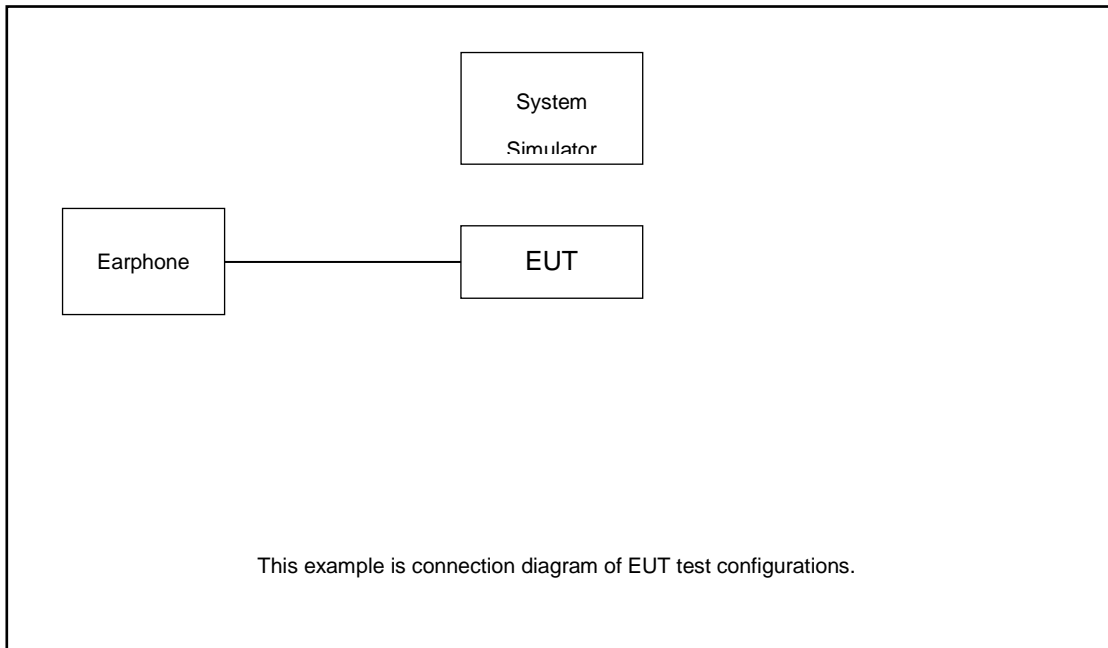 System
Simulator
Earphone
EUT
This example is connection diagram of EUT test configurations.